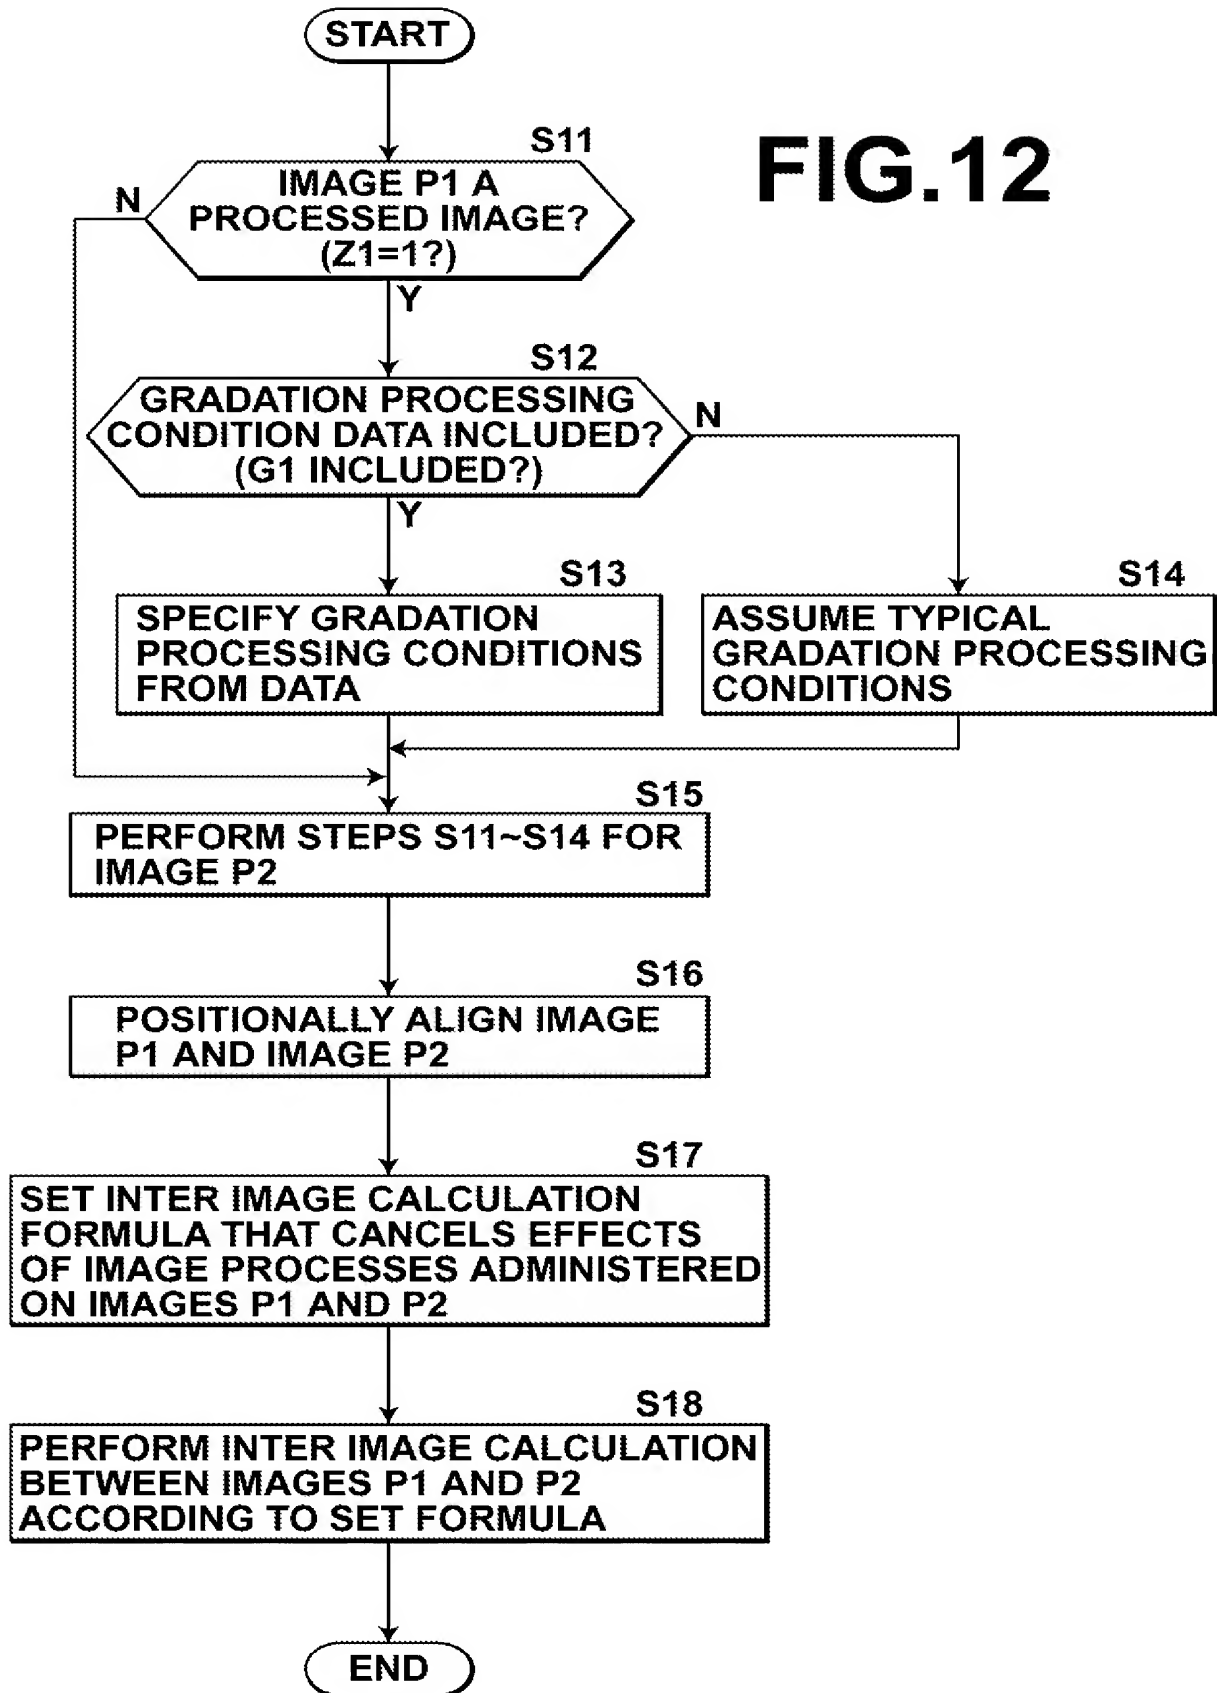 START
FIG.12
S11
IMAGE P1 A
PROCESSED IMAGE?
(Z1=1?)
N
Y
S12
GRADATION PROCESSING
CONDITION DATA INCLUDED?
(G1 INCLUDED?)
N
Y
S13
SPECIFY GRADATION
PROCESSING CONDITIONS
FROM DATA
S14
ASSUME TYPICAL
GRADATION PROCESSING
CONDITIONS
S15
PERFORM STEPS S11~S14 FOR
IMAGE P2
S16
POSITIONALLY ALIGN IMAGE
P1 AND IMAGE P2
S17
SET INTER IMAGE CALCULATION
FORMULA THAT CANCELS EFFECTS
OF IMAGE PROCESSES ADMINISTERED
ON IMAGES P1 AND P2
S18
PERFORM INTER IMAGE CALCULATION
BETWEEN IMAGES P1 AND P2
ACCORDING TO SET FORMULA
END